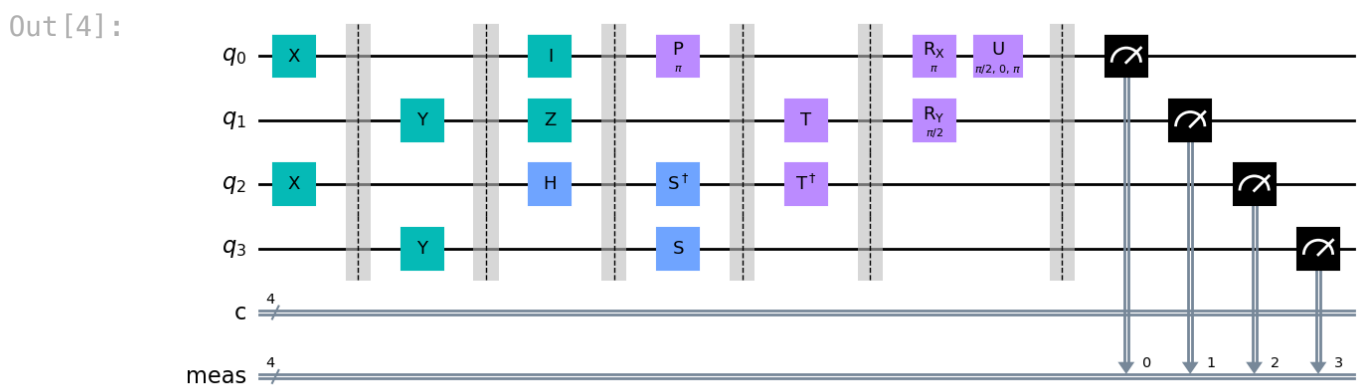 Out[4]:
q0 X I P π RX π U π/2, 0, π
q1 Y Z T RY π/2
q2 X H S† T†
q3 Y S
c 4
meas 4 0 1 2 3